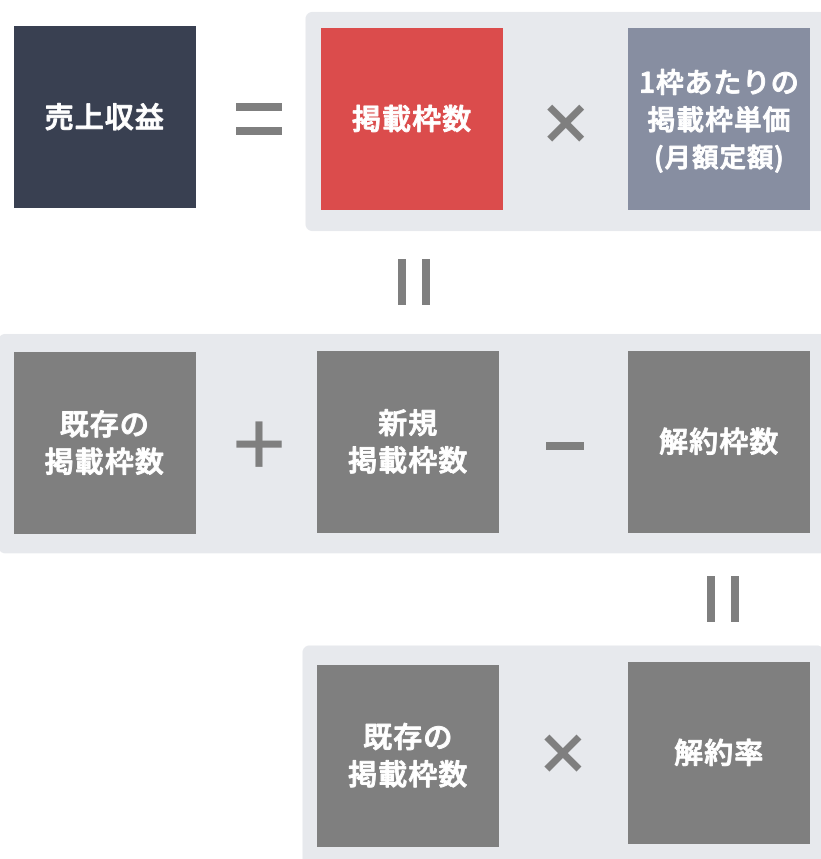 売上収益
=
掲載枠数
×
1枠あたりの
掲載枠単価
(月額定額)
=
既存の
掲載枠数
+
新規
掲載枠数
-
解約枠数
=
既存の
掲載枠数
×
解約率